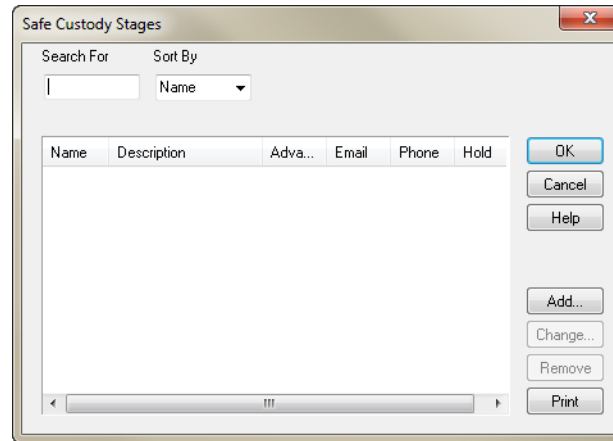 Safe Custody Stages
Search For Sort By
Name
Name Description Adva... Email Phone Hold
OK
Cancel
Help
Add...
Change...
Remove
Print